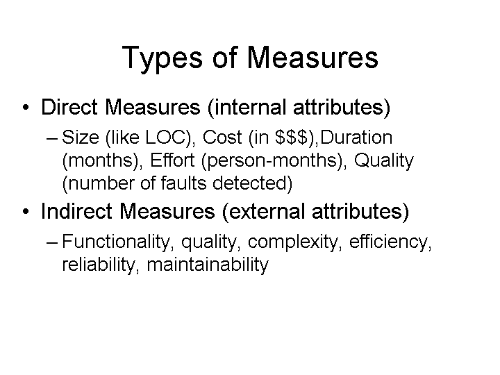 Types of Measures
• Direct Measures (internal attributes)
– Size (like LOC), Cost (in $$$),Duration
(months), Effort (person-months), Quality
(number of faults detected)
• Indirect Measures (external attributes)
– Functionality, quality, complexity, efficiency,
reliability, maintainability